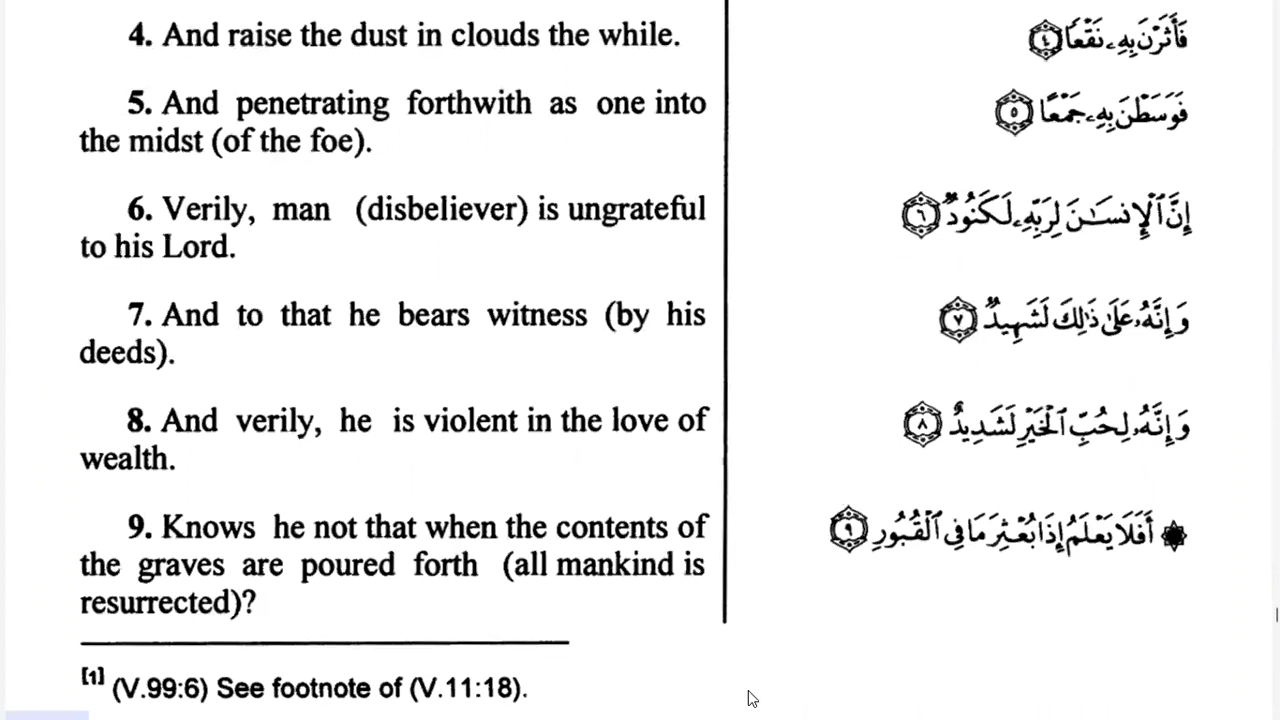 4. And raise the dust in clouds the while.
فَأَثَرْنَ بِهِۦ نَقْعًا ٤
5. And penetrating forthwith as one into
the midst (of the foe).
فَوَسَطْنَ بِهِۦ جَمْعًا ٥
6. Verily, man (disbeliever) is ungrateful
to his Lord.
إِنَّ ٱلْإِنسَـٰنَ لِرَبِّهِۦ لَكَنُودٌ ٦
7. And to that he bears witness (by his
deeds).
وَإِنَّهُۥ عَلَىٰ ذَٰلِكَ لَشَهِيدٌ ٧
8. And verily, he is violent in the love of
wealth.
وَإِنَّهُۥ لِحُبِّ ٱلْخَيْرِ لَشَدِيدٌ ٨
9. Knows he not that when the contents of
the graves are poured forth (all mankind is
resurrected)?
۞ أَفَلَا يَعْلَمُ إِذَا بُعْثِرَ مَا فِى ٱلْقُبُورِ ٩
[1] (V.99:6) See footnote of (V.11:18).